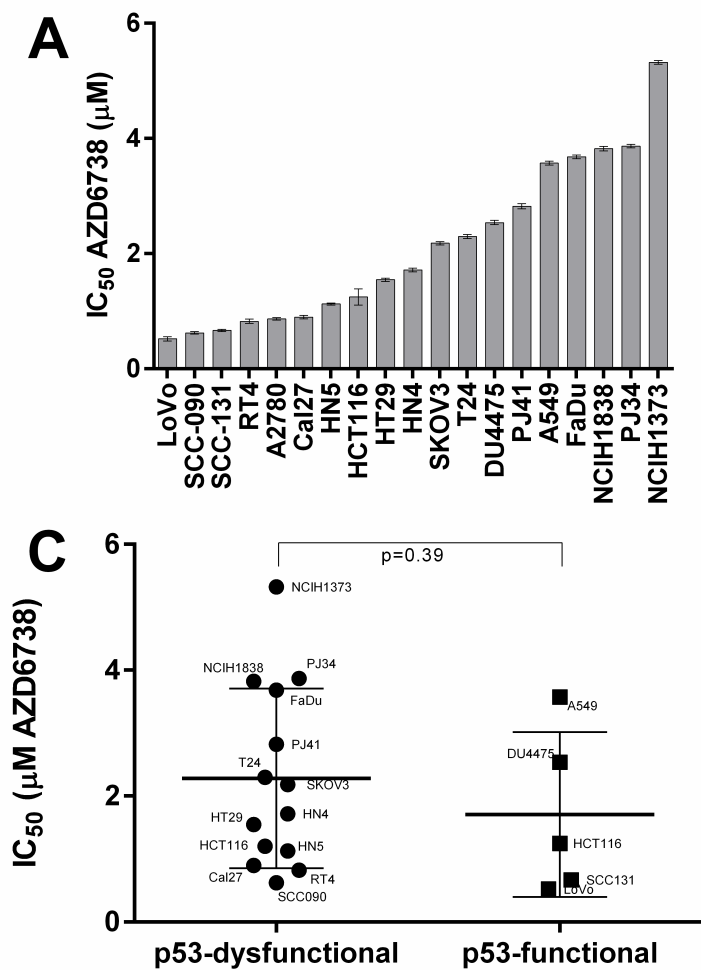 A
IC50 AZD6738 (μM)
6
4
2
0
LoVo
SCC-090
SCC-131
RT4
A2780
Cal27
HN5
HCT116
HT29
HN4
SKOV3
T24
DU4475
PJ41
A549
FaDu
NCIH1838
PJ34
NCIH1373
C
IC50 (μM AZD6738)
6
4
2
0
p=0.39
NCIH1373
NCIH1838
PJ34
FaDu
PJ41
T24
SKOV3
HT29
HN4
HCT116
HN5
Cal27
RT4
SCC090
A549
DU4475
HCT116
SCC131
LoVo
p53-dysfunctional
p53-functional